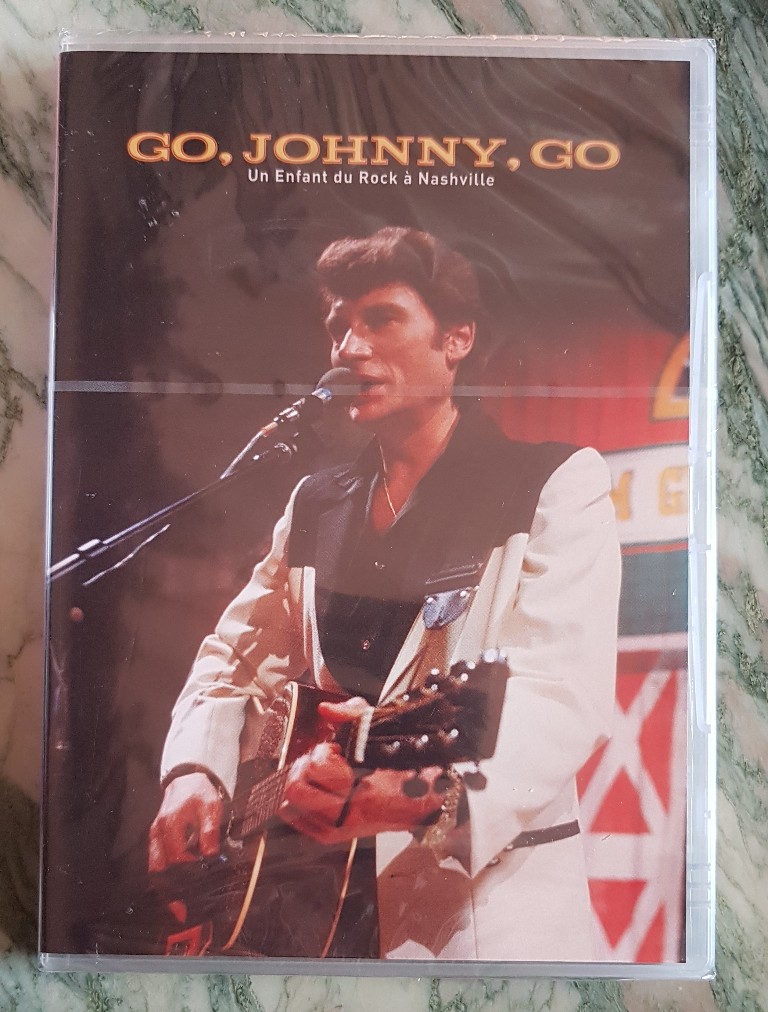 GO, JOHNNY, GO
Un Enfant du Rock à Nashville